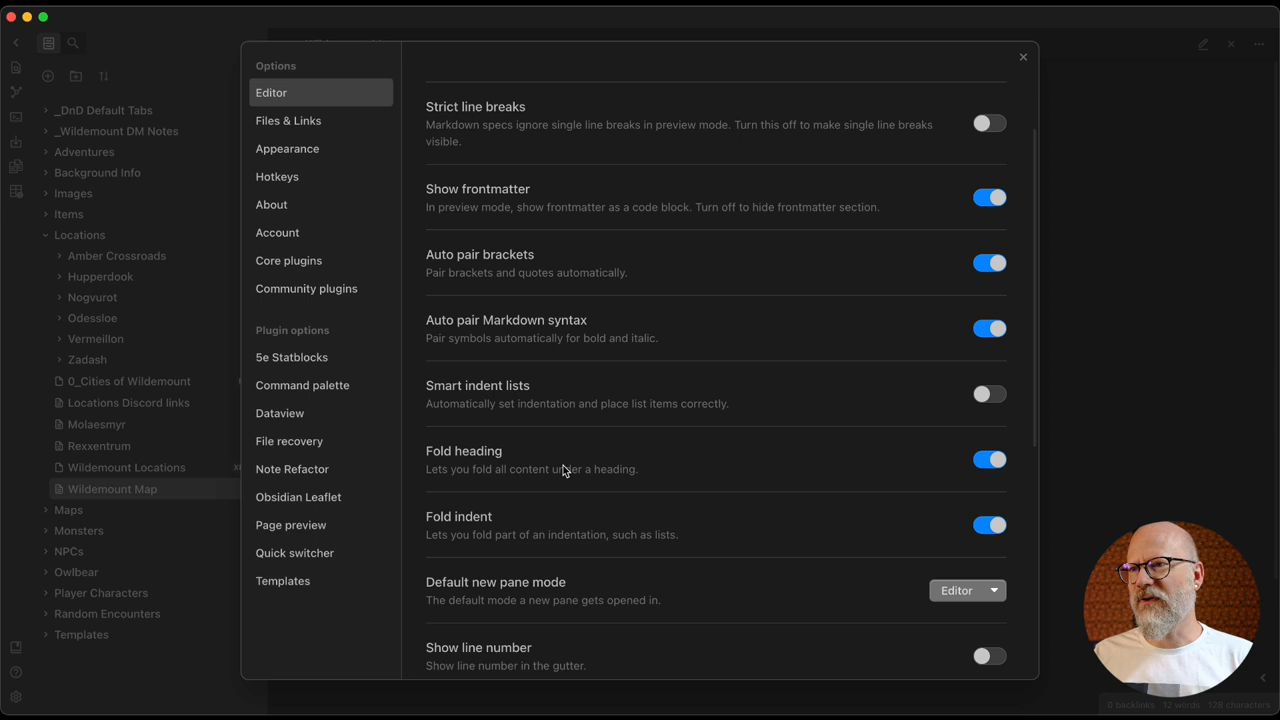 _DnD Default Tabs
_Wildemount DM Notes
Adventures
Background Info
Images
Items
Locations
Amber Crossroads
Hupperdook
Nogvurot
Odessloe
Vermeillon
Zadash
0_Cities of Wildemount
Locations Discord links
Molaesmyr
Rexxentrum
Wildemount Locations
Wildemount Map
Maps
Monsters
NPCs
Owlbear
Player Characters
Random Encounters
Templates
Options
Editor
Files & Links
Appearance
Hotkeys
About
Account
Core plugins
Community plugins
Plugin options
5e Statblocks
Command palette
Dataview
File recovery
Note Refactor
Obsidian Leaflet
Page preview
Quick switcher
Templates
Strict line breaks
Markdown specs ignore single line breaks in preview mode. Turn this off to make single line breaks
visible.
Show frontmatter
In preview mode, show frontmatter as a code block. Turn off to hide frontmatter section.
Auto pair brackets
Pair brackets and quotes automatically.
Auto pair Markdown syntax
Pair symbols automatically for bold and italic.
Smart indent lists
Automatically set indentation and place list items correctly.
Fold heading
Lets you fold all content under a heading.
Fold indent
Lets you fold part of an indentation, such as lists.
Default new pane mode
The default mode a new pane gets opened in.
Editor
Show line number
Show line number in the gutter.
0 backlinks 12 words 128 characters